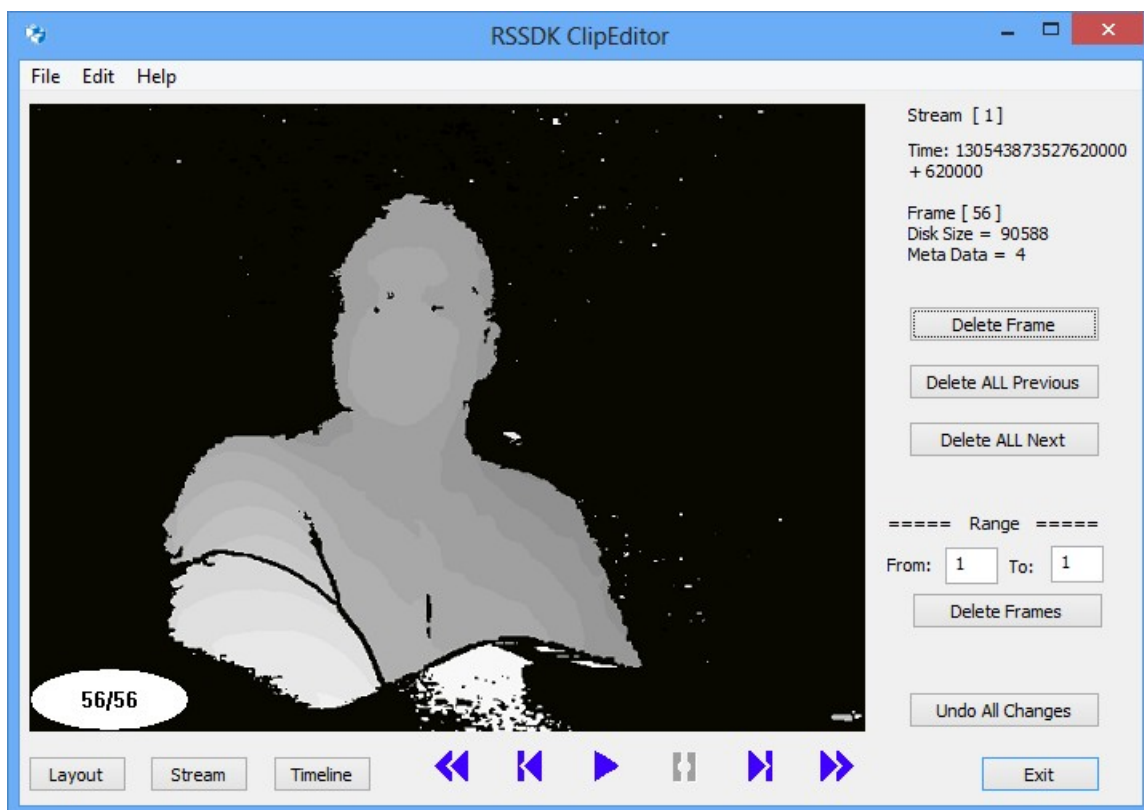 RSSDK ClipEditor
File Edit Help
Stream [ 1 ]
Time: 130543873527620000
+ 620000
Frame [ 56 ]
Disk Size = 90588
Meta Data = 4
Delete Frame
Delete ALL Previous
Delete ALL Next
===== Range =====
From: 1 To: 1
Delete Frames
56/56
Undo All Changes
Layout Stream Timeline Exit